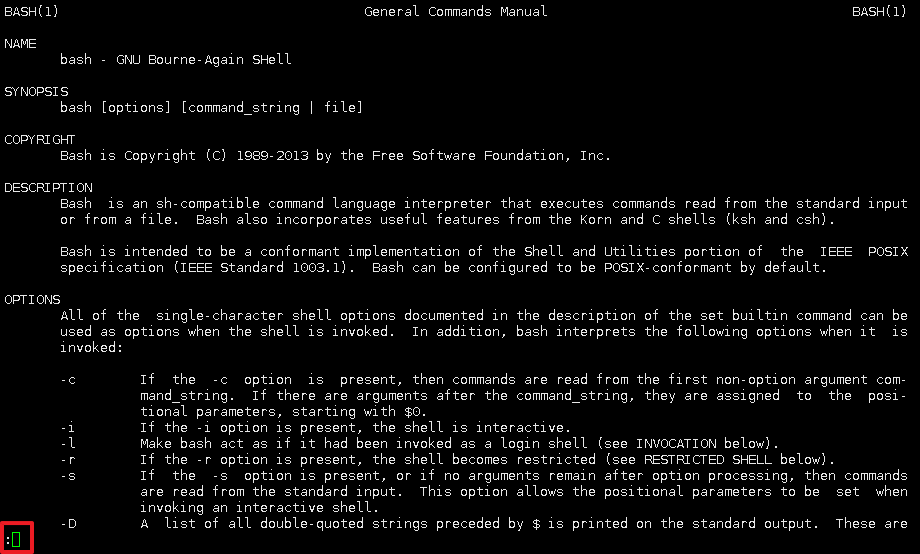 BASH(1) General Commands Manual BASH(1)
NAME
bash - GNU Bourne-Again SHell
SYNOPSIS
bash [options] [command_string | file]
COPYRIGHT
Bash is Copyright (C) 1989-2013 by the Free Software Foundation, Inc.
DESCRIPTION
Bash is an sh-compatible command language interpreter that executes commands read from the standard input
or from a file. Bash also incorporates useful features from the Korn and C shells (ksh and csh).
Bash is intended to be a conformant implementation of the Shell and Utilities portion of the IEEE POSIX
specification (IEEE Standard 1003.1). Bash can be configured to be POSIX-conformant by default.
OPTIONS
All of the single-character shell options documented in the description of the set builtin command can be
used as options when the shell is invoked. In addition, bash interprets the following options when it is
invoked:
-c If the -c option is present, then commands are read from the first non-option argument com-
mand_string. If there are arguments after the command_string, they are assigned to the posi-
tional parameters, starting with $0.
-i If the -i option is present, the shell is interactive.
-l Make bash act as if it had been invoked as a login shell (see INVOCATION below).
-r If the -r option is present, the shell becomes restricted (see RESTRICTED SHELL below).
-s If the -s option is present, or if no arguments remain after option processing, then commands
are read from the standard input. This option allows the positional parameters to be set when
invoking an interactive shell.
-D A list of all double-quoted strings preceded by $ is printed on the standard output. These are
: